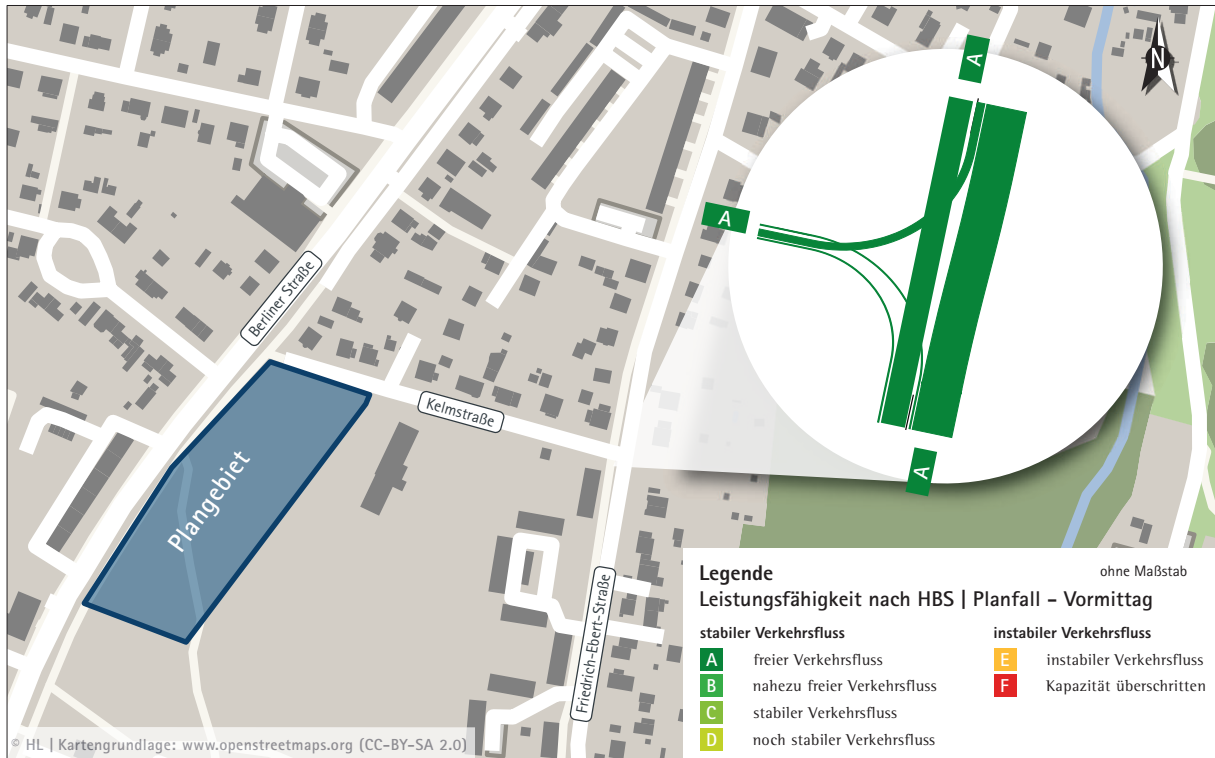 A
N
A
Berliner Straße
Kelmstraße
Plangebiet
A
Friedrich-Ebert-Straße
Legende
ohne Maßstab
Leistungsfähigkeit nach HBS | Planfall - Vormittag
stabiler Verkehrsfluss
A freier Verkehrsfluss
B nahezu freier Verkehrsfluss
C stabiler Verkehrsfluss
D noch stabiler Verkehrsfluss
instabiler Verkehrsfluss
E instabiler Verkehrsfluss
F Kapazität überschritten
© HL | Kartengrundlage: www.openstreetmaps.org (CC-BY-SA 2.0)